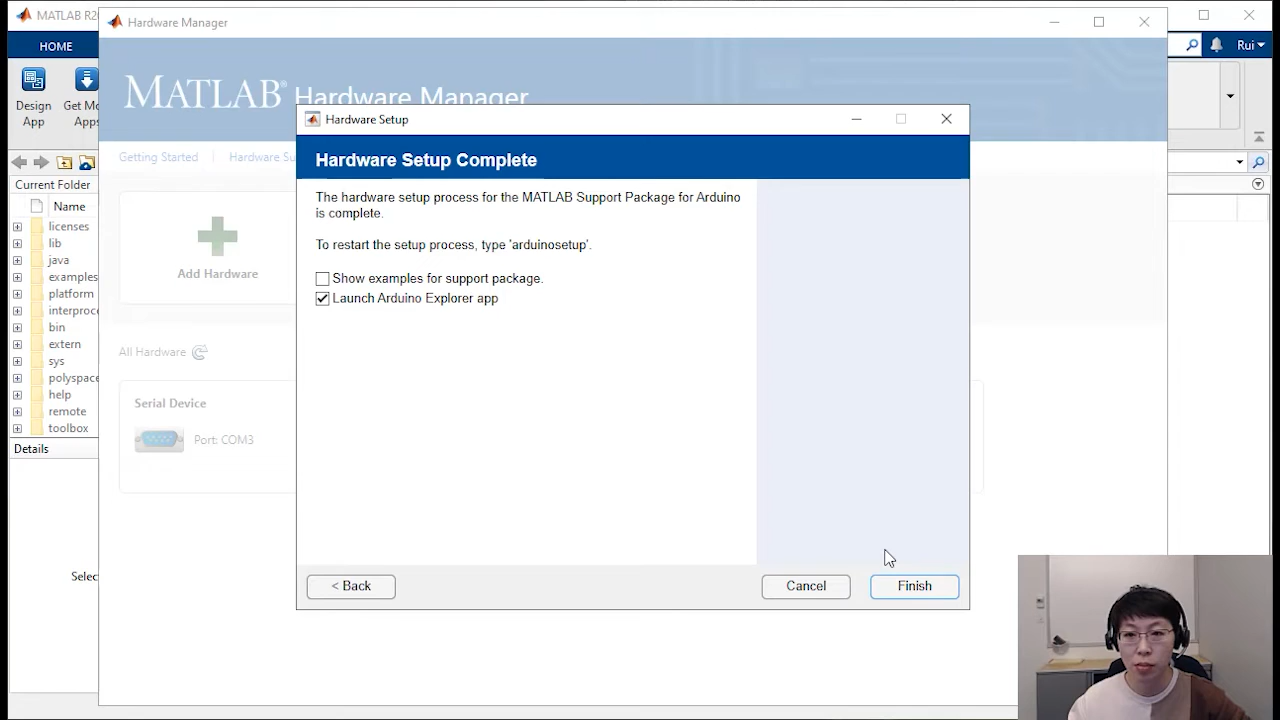 MATLAB R20
Hardware Manager
HOME
Rui
Design
App
Get Mo
Apps
MATLAB® Hardware Manager
Hardware Setup
Getting Started
Hardware Su
Hardware Setup Complete
Current Folder
Name
licenses
lib
java
examples
platform
interproce
bin
extern
sys
polyspace
help
remote
toolbox
Details
Selec
Add Hardware
All Hardware
Serial Device
Port: COM3
The hardware setup process for the MATLAB Support Package for Arduino
is complete.
To restart the setup process, type 'arduinosetup'.
Show examples for support package.
Launch Arduino Explorer app
< Back
Cancel
Finish